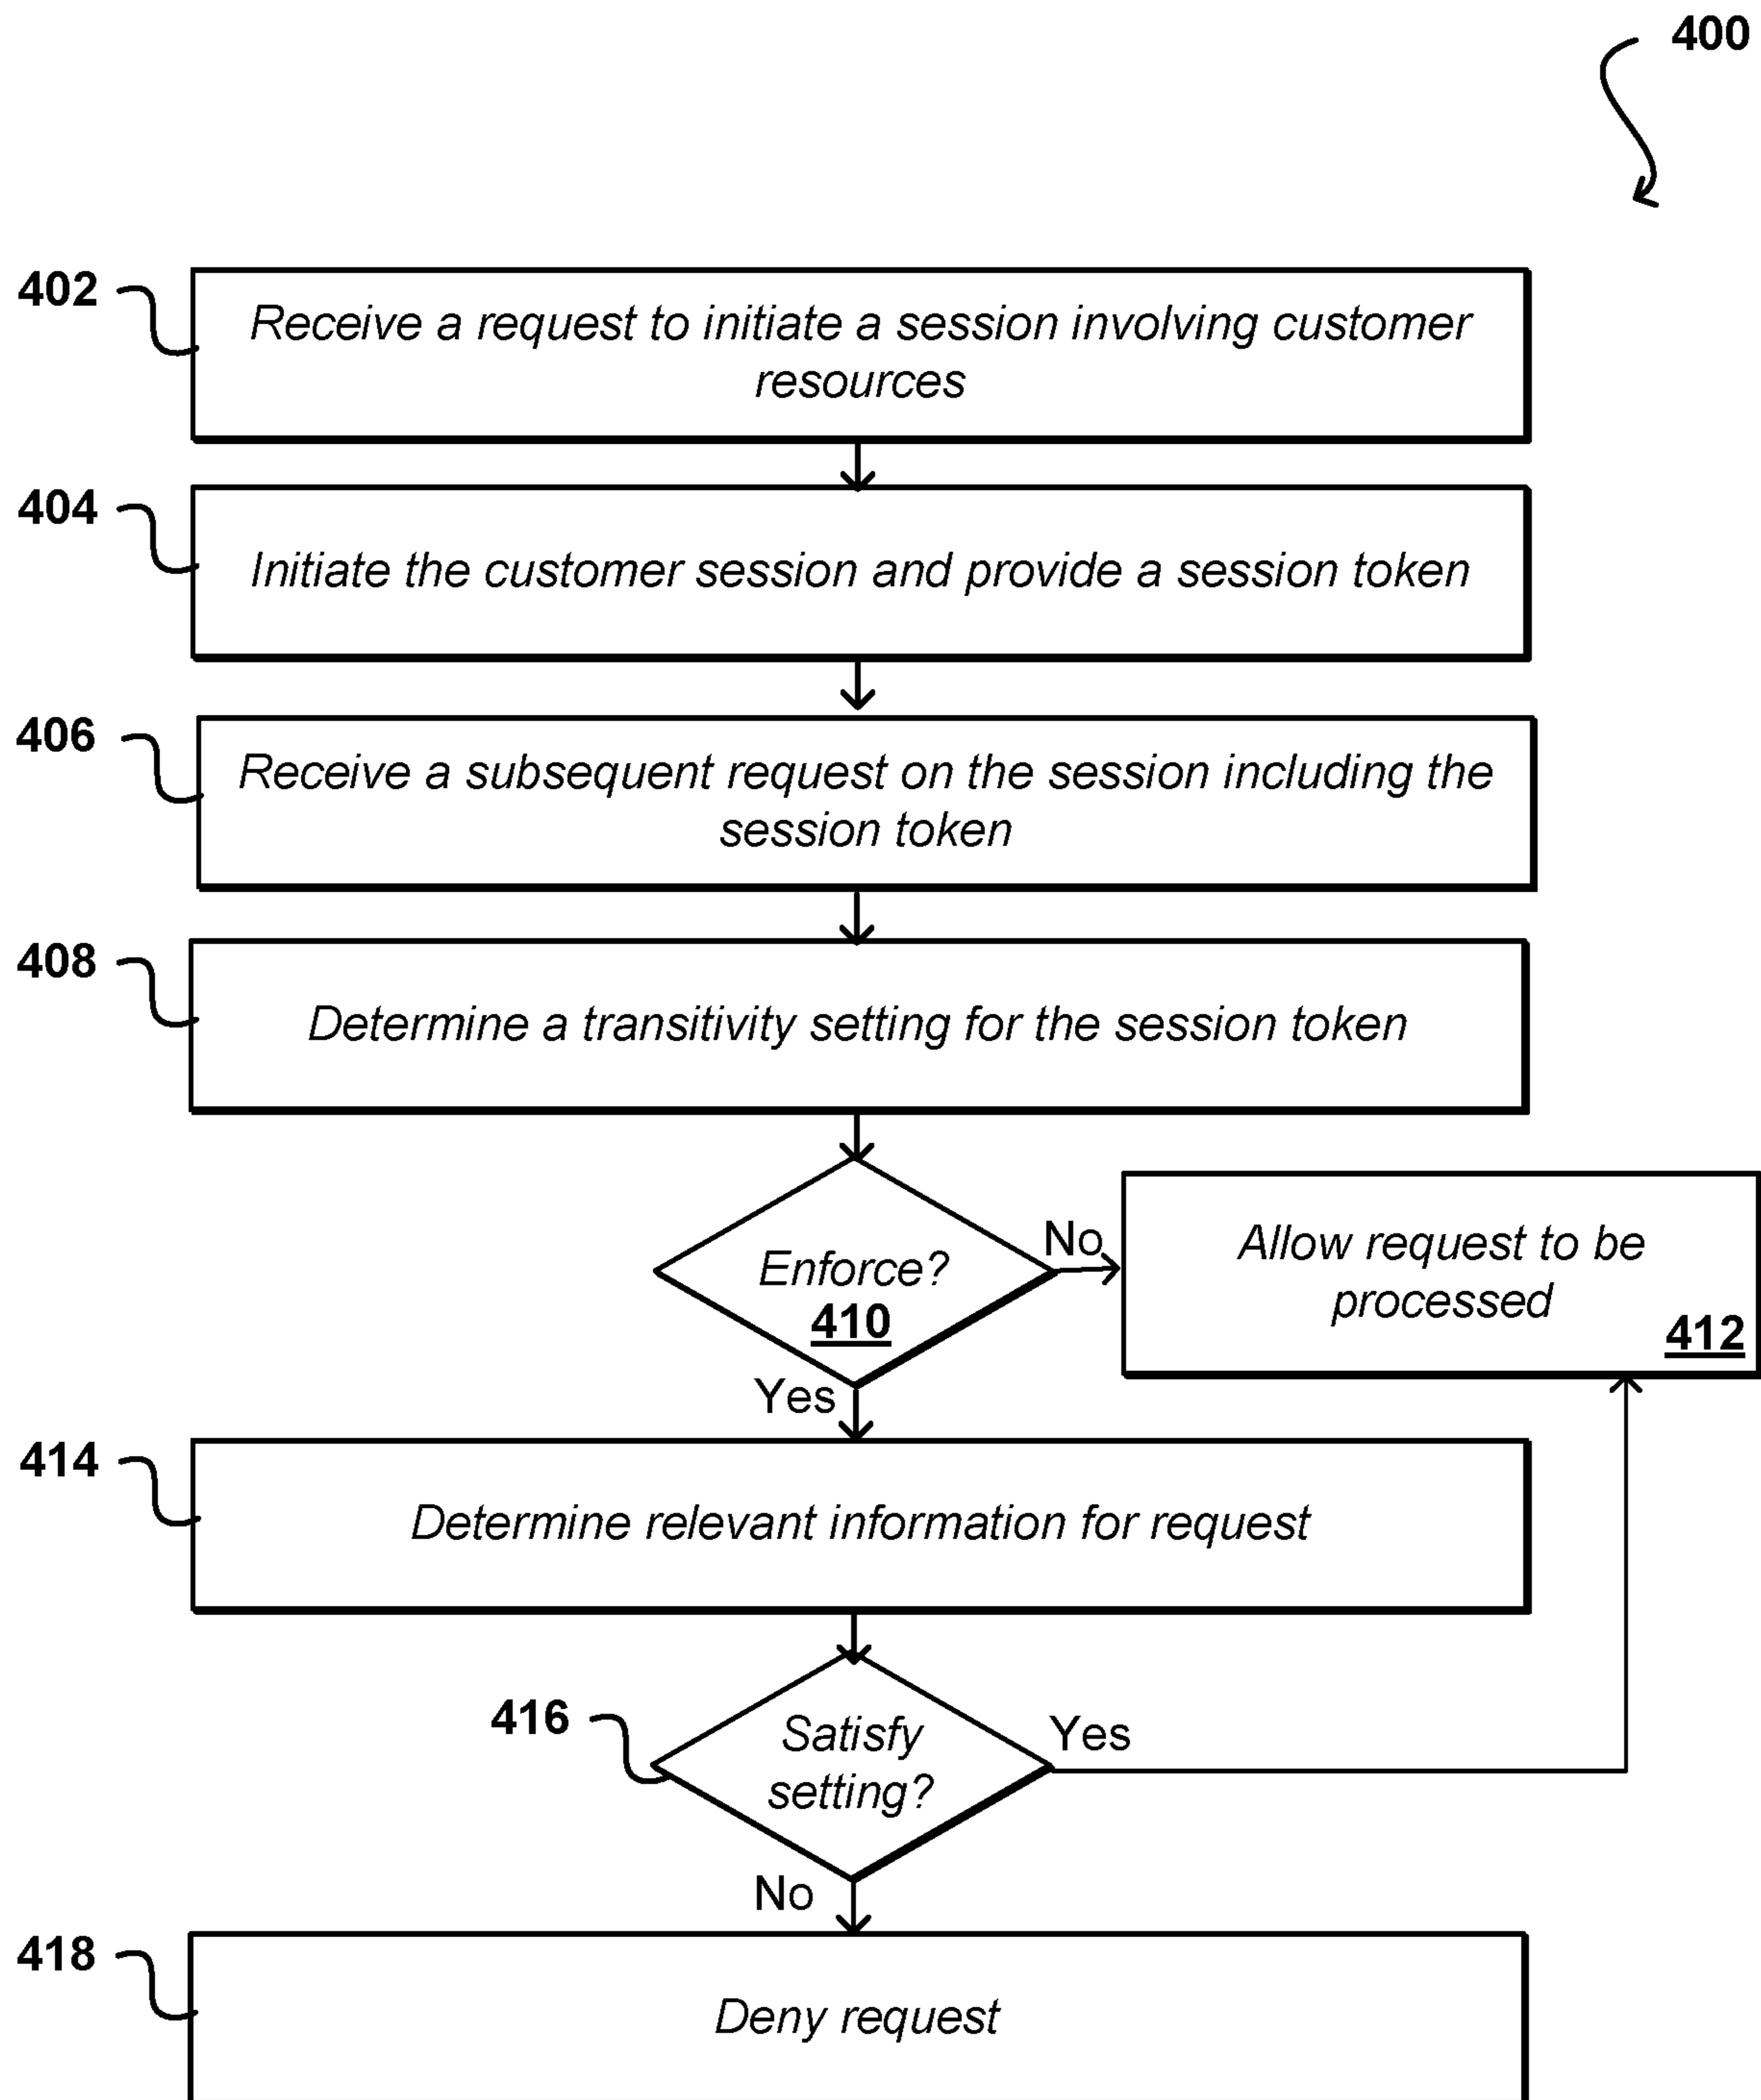 400
402
Receive a request to initiate a session involving customer
resources
404
Initiate the customer session and provide a session token
406
Receive a subsequent request on the session including the
session token
408
Determine a transitivity setting for the session token
Enforce?
410
No
Allow request to be
processed
412
Yes
414
Determine relevant information for request
416
Satisfy
setting?
Yes
No
418
Deny request